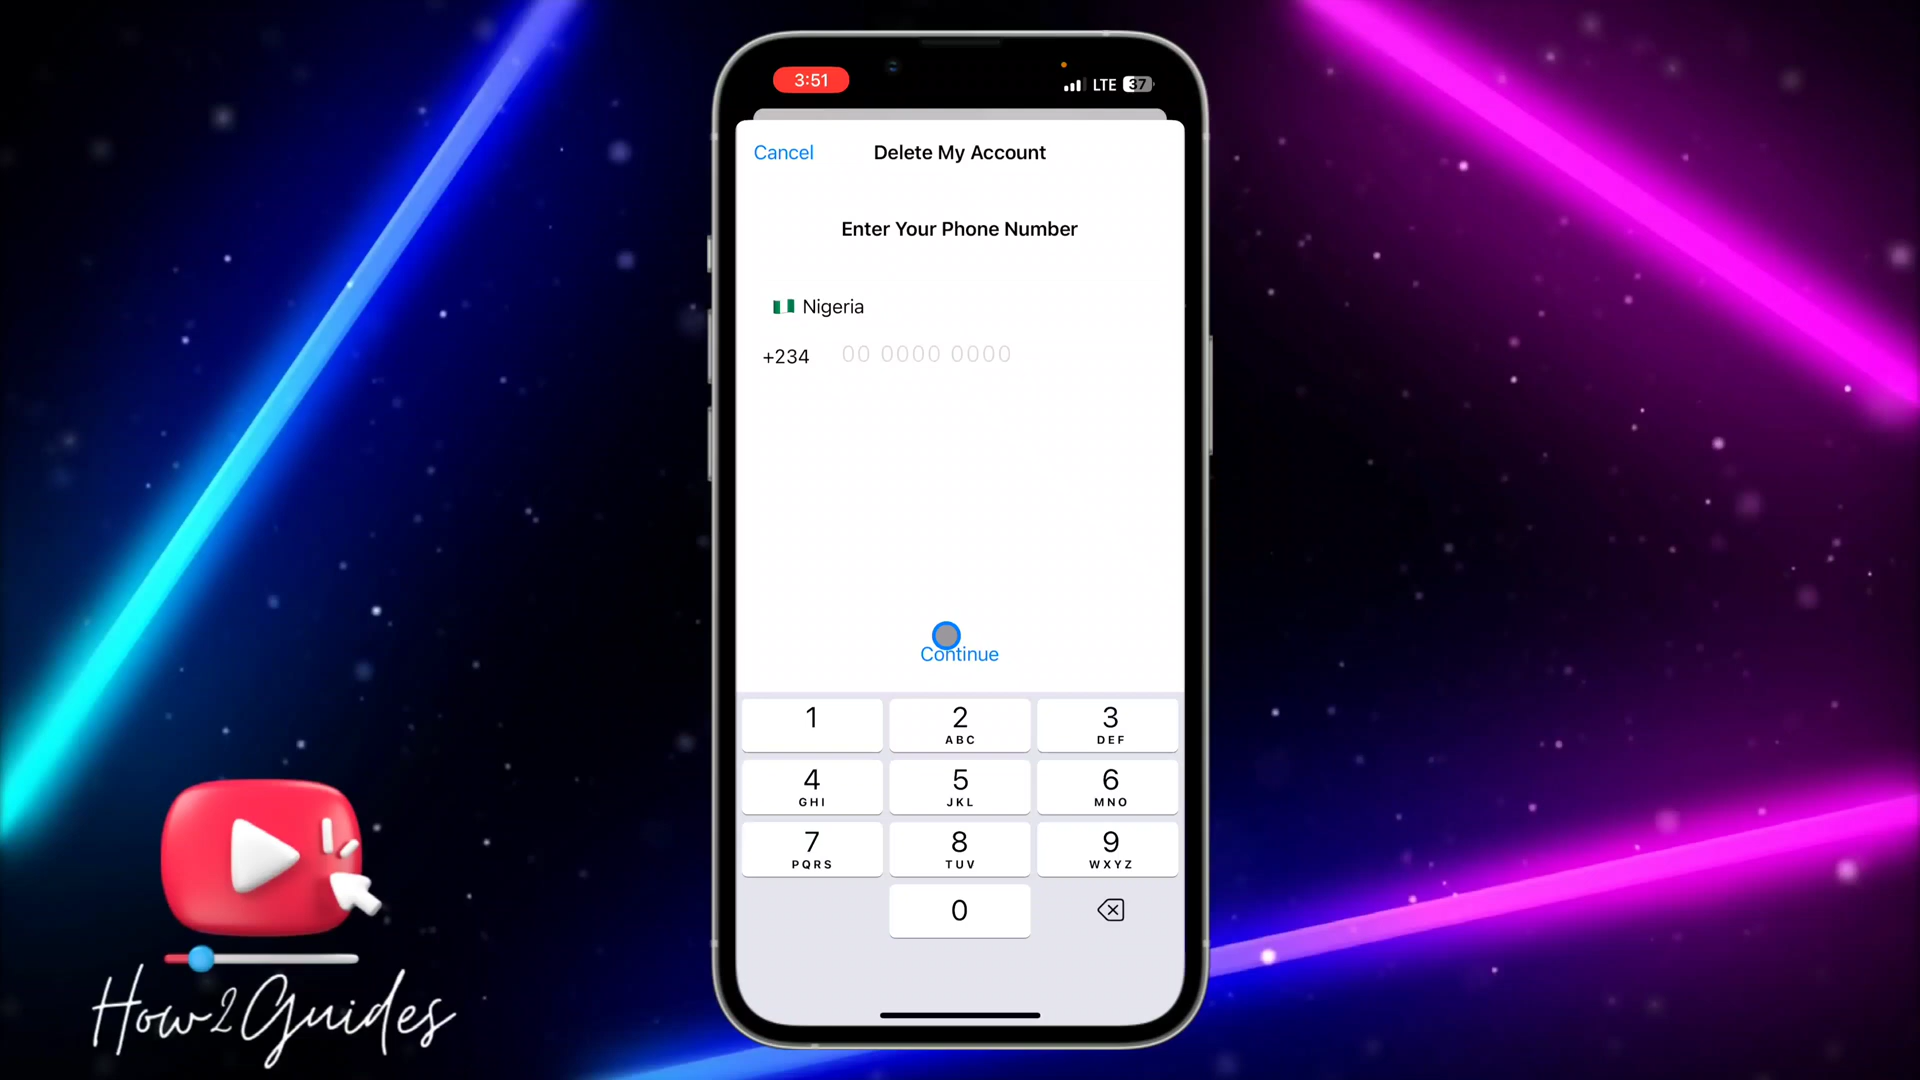 3:51
LTE 37
Cancel
Delete My Account
Enter Your Phone Number
Nigeria
+234 00 0000 0000
Continue
1
2
ABC
3
DEF
4
GHI
5
JKL
6
MNO
7
PQRS
8
TUV
9
WXYZ
0
How2Guides